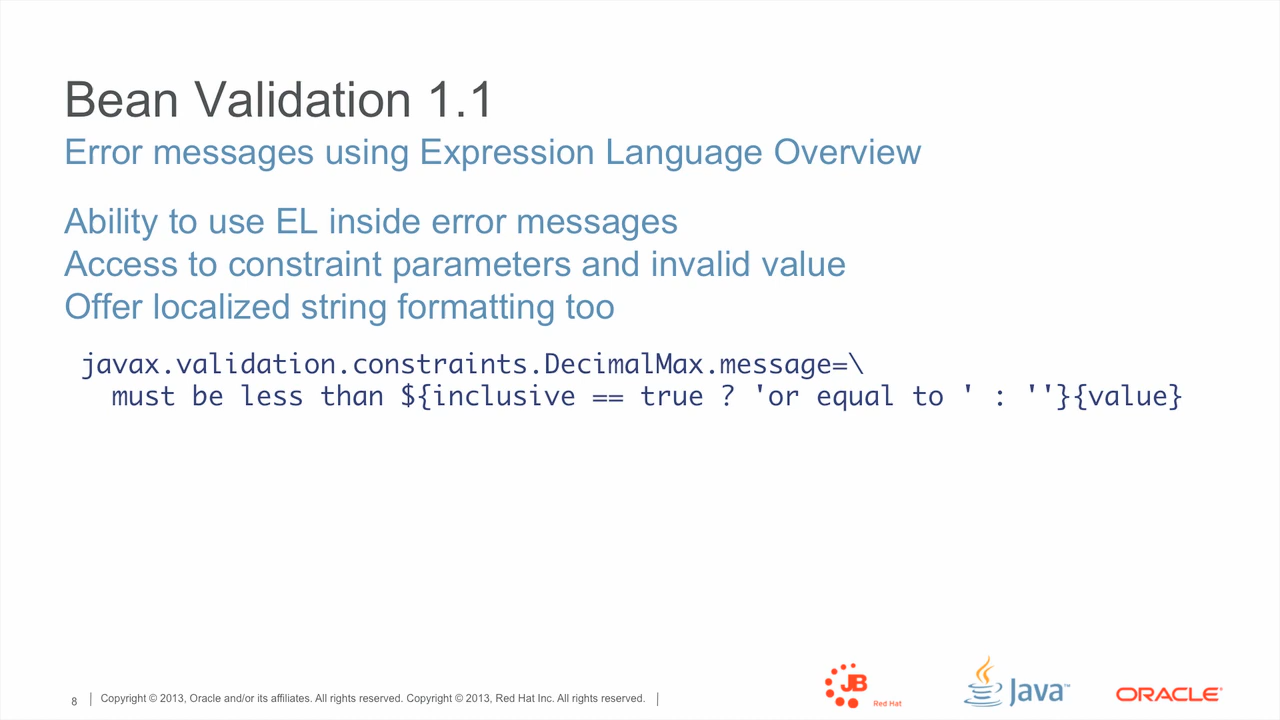 Bean Validation 1.1
Error messages using Expression Language Overview
Ability to use EL inside error messages
Access to constraint parameters and invalid value
Offer localized string formatting too
javax.validation.constraints.DecimalMax.message=\
must be less than ${inclusive == true ? 'or equal to ' : ''}{value}
8 Copyright © 2013, Oracle and/or its affiliates. All rights reserved. Copyright © 2013, Red Hat Inc. All rights reserved.
JB
Red Hat
Java™
ORACLE®